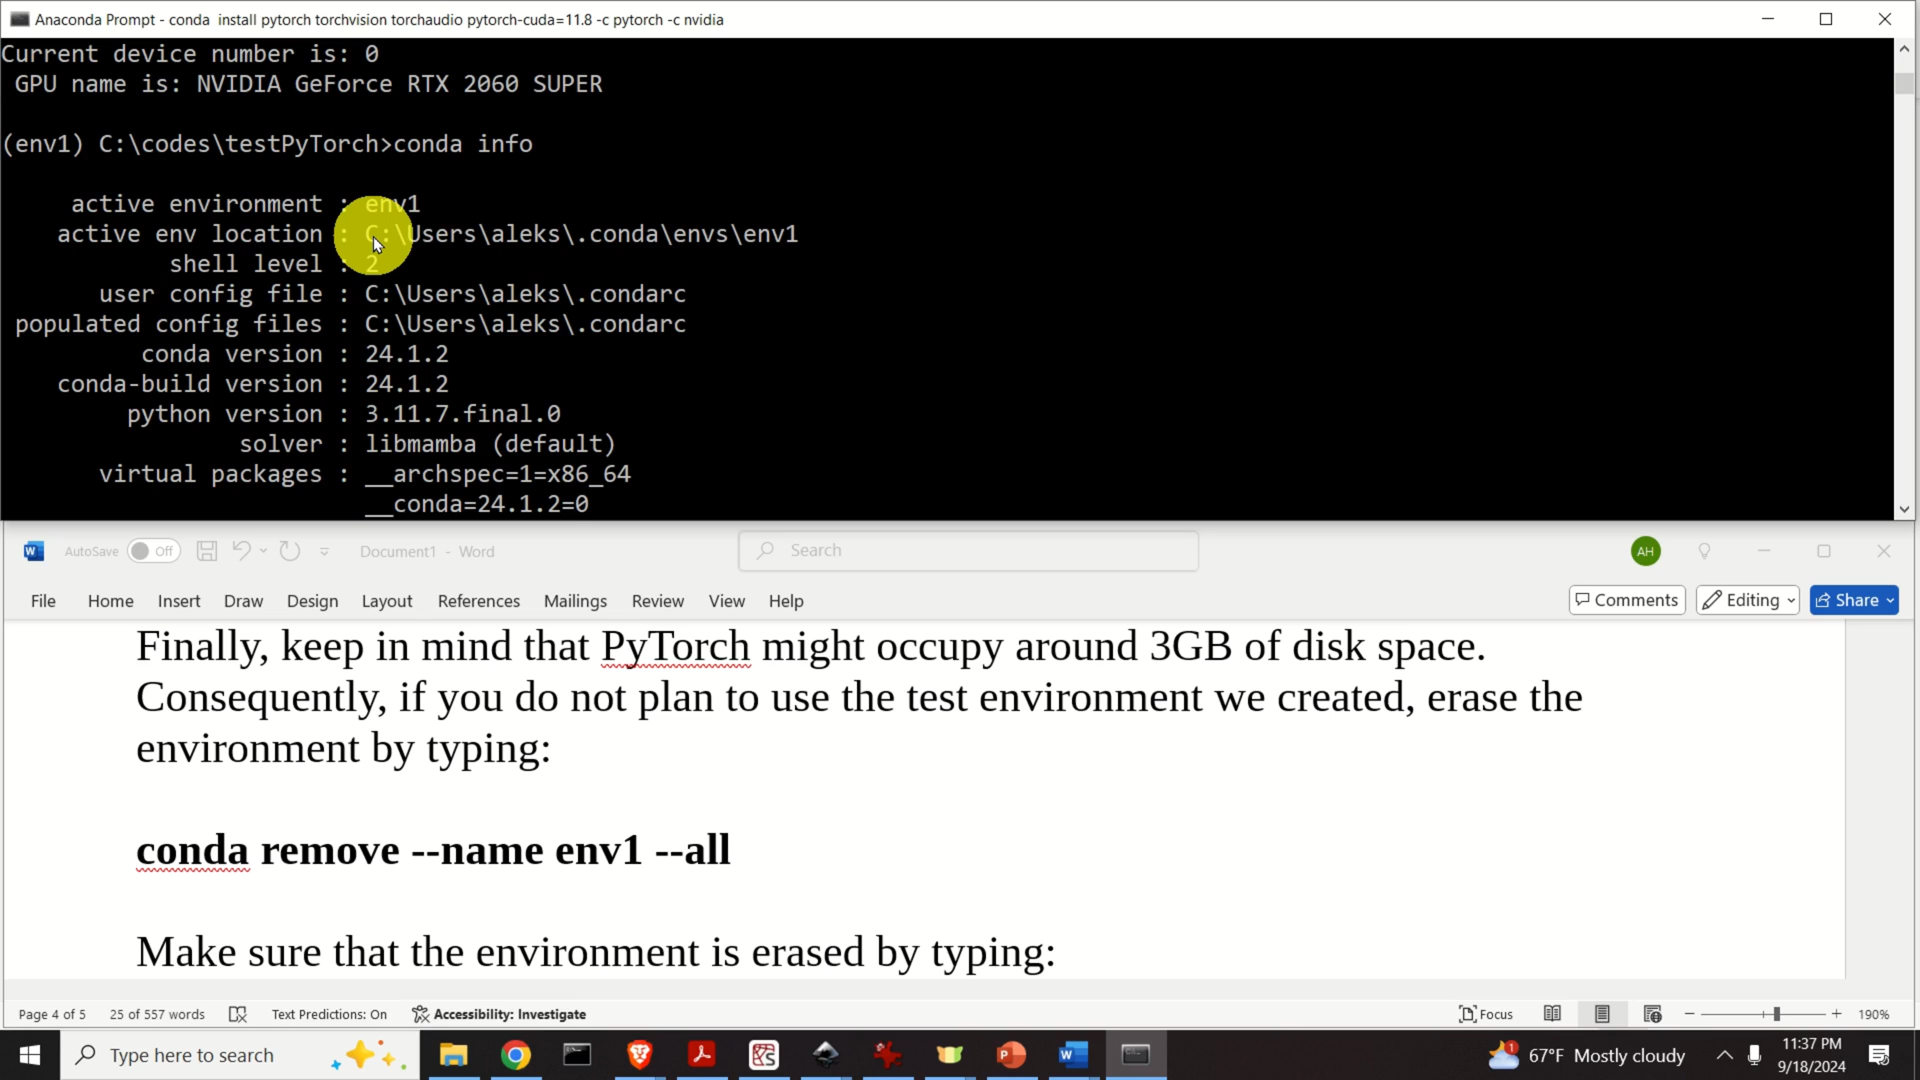 Anaconda Prompt - conda  install pytorch torchvision torchaudio pytorch-cuda=11.8 -c pytorch -c nvidia
Current device number is: 0
GPU name is: NVIDIA GeForce RTX 2060 SUPER
(env1) C:\codes\testPyTorch>conda info
active environment : env1
active env location : C:\Users\aleks\.conda\envs\env1
shell level : 2
user config file : C:\Users\aleks\.condarc
populated config files : C:\Users\aleks\.condarc
conda version : 24.1.2
conda-build version : 24.1.2
python version : 3.11.7.final.0
solver : libmamba (default)
virtual packages : __archspec=1=x86_64
__conda=24.1.2=0
AutoSave Off Document1 - Word Search AH
File Home Insert Draw Design Layout References Mailings Review View Help Comments Editing Share
Finally, keep in mind that PyTorch might occupy around 3GB of disk space.
Consequently, if you do not plan to use the test environment we created, erase the
environment by typing:
conda remove --name env1 --all
Make sure that the environment is erased by typing:
Page 4 of 5 25 of 557 words Text Predictions: On Accessibility: Investigate Focus 190%
Type here to search 1 67°F Mostly cloudy 11:37 PM
9/18/2024